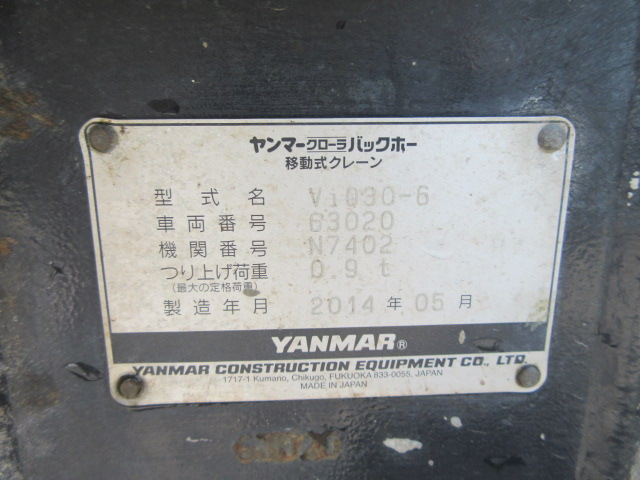 ヤンマークローラバックホー
移動式クレーン
型式名 ViO30-6
車両番号 63020
機関番号 N7402
つり上げ荷重 0.9 t
(最大の定格荷重)
製造年月 2014年05月
YANMAR®
YANMAR CONSTRUCTION EQUIPMENT CO., LTD.
1717-1 Kumano, Chikugo, FUKUOKA 833-0055, JAPAN
MADE IN JAPAN